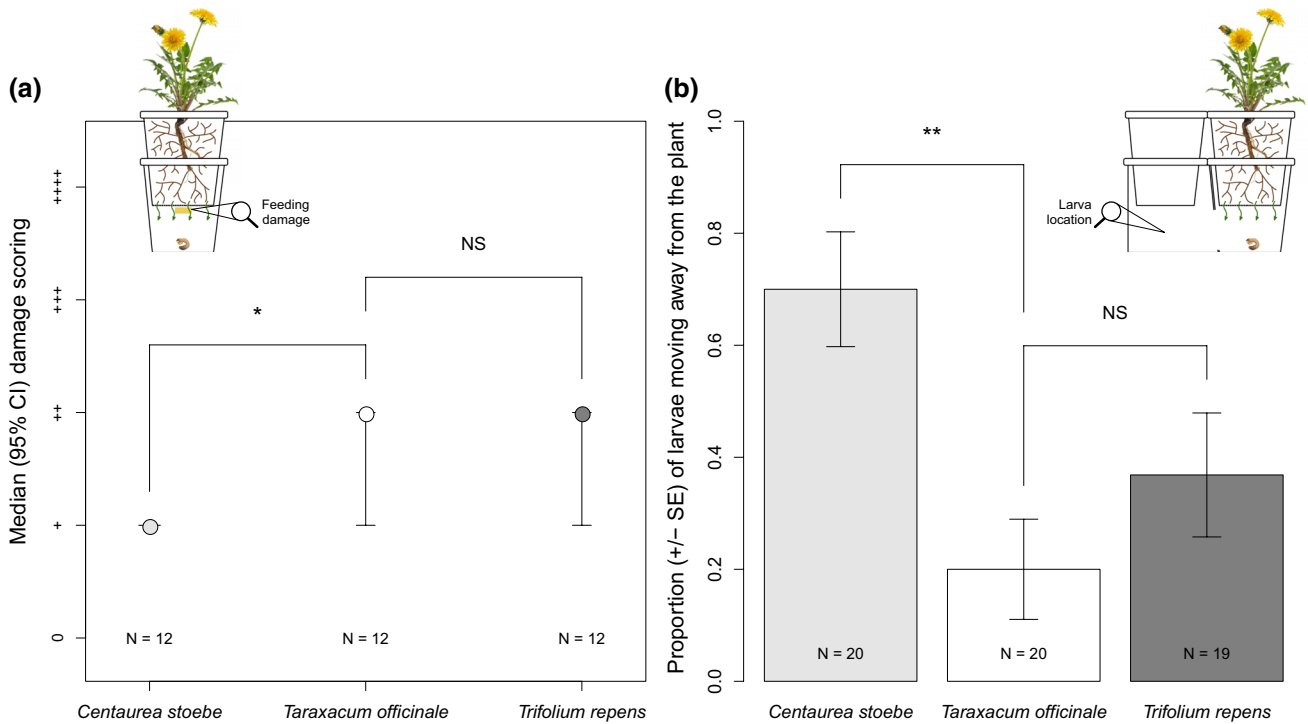 (a)
Median (95% CI) damage scoring
++++
+++
++
+
0
Feeding
damage
*
NS
N = 12
N = 12
N = 12
Centaurea stoebe
Taraxacum officinale
Trifolium repens
(b)
Proportion (+/− SE) of larvae moving away from the plant
1.0
0.8
0.6
0.4
0.2
0.0
Larva
location
**
NS
N = 20
N = 20
N = 19
Centaurea stoebe
Taraxacum officinale
Trifolium repens